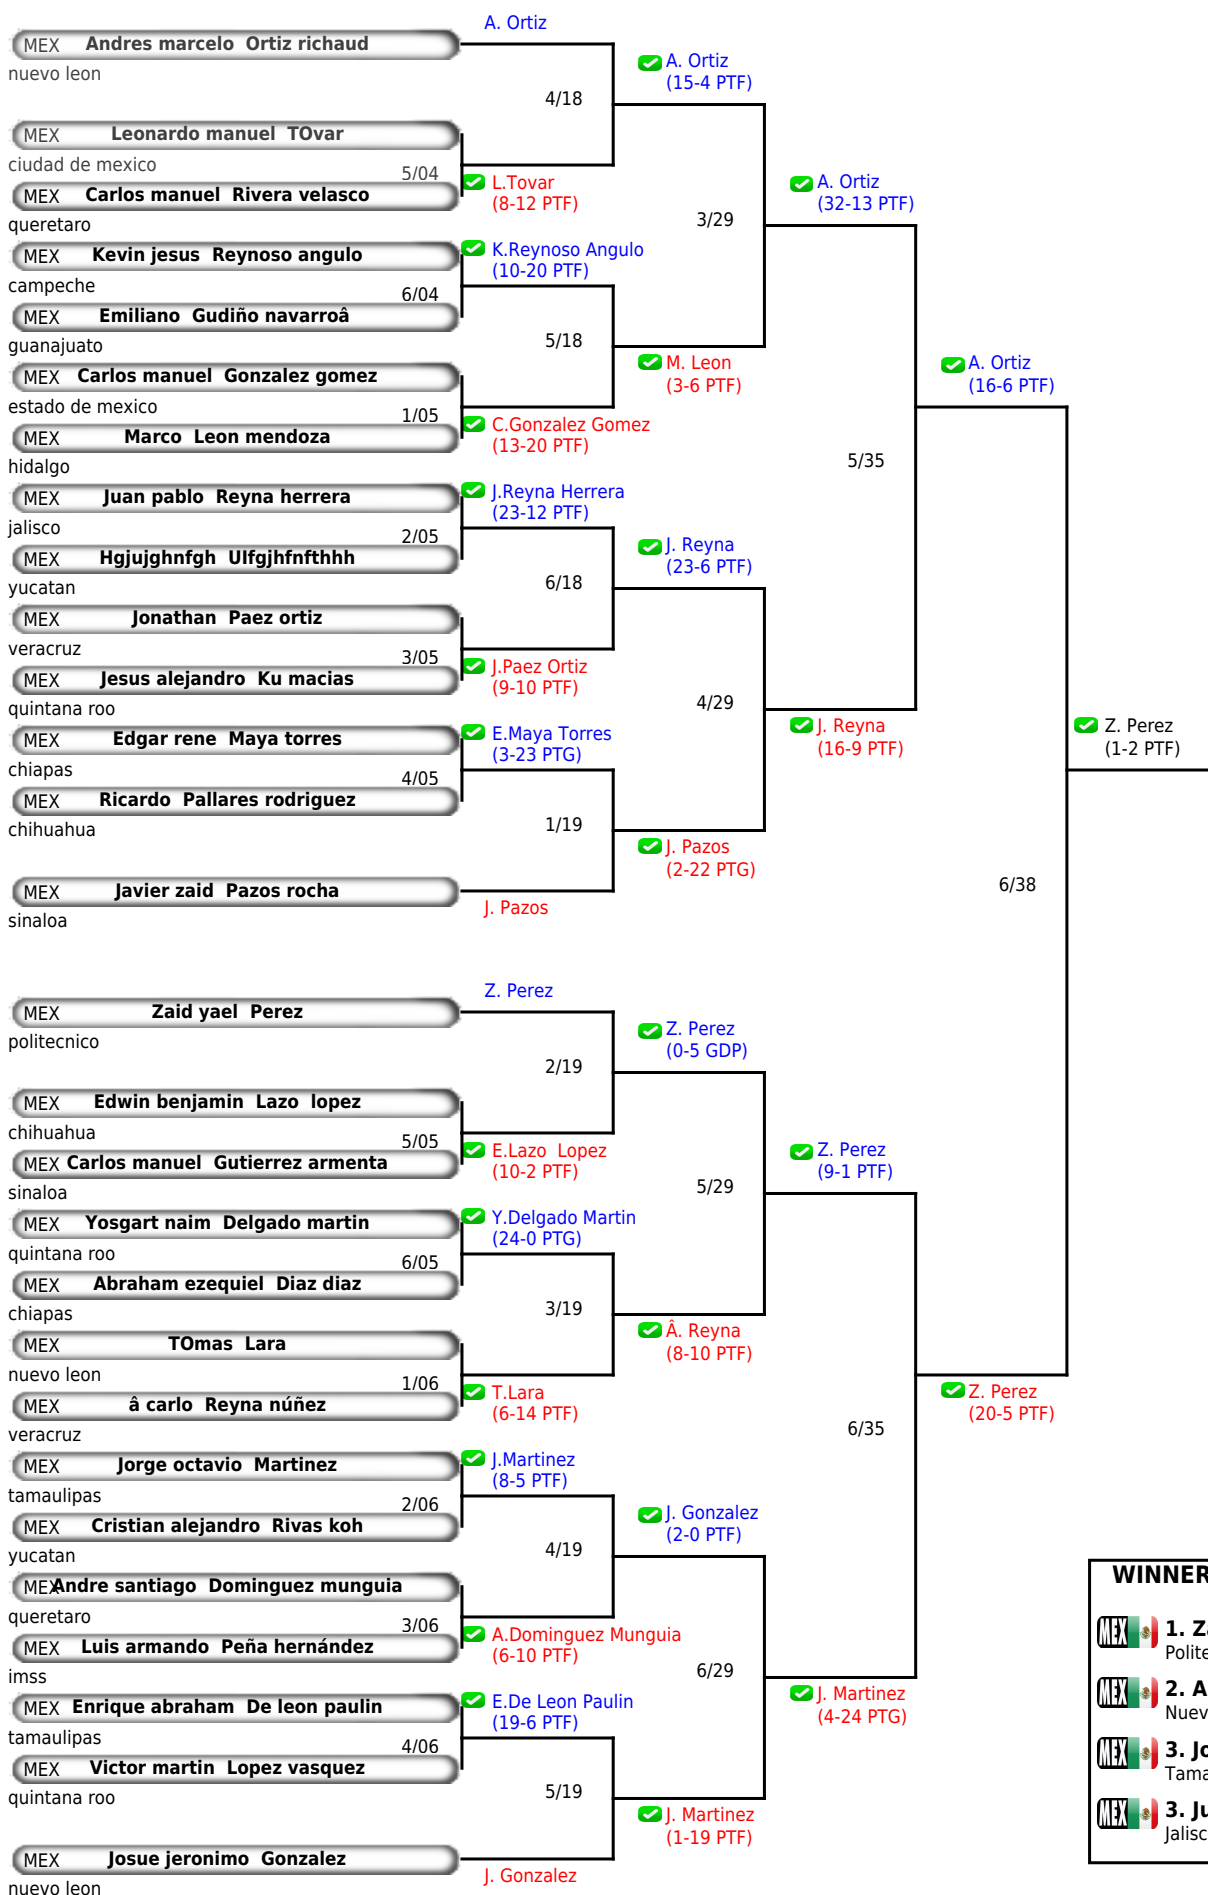 A. Ortiz
MEX Andres marcelo Ortiz richaud
nuevo leon
A. Ortiz
(15-4 PTF)
4/18
MEX Leonardo manuel TOvar
ciudad de mexico
5/04
L.Tovar
(8-12 PTF)
MEX Carlos manuel Rivera velasco
queretaro
A. Ortiz
(32-13 PTF)
3/29
MEX Kevin jesus Reynoso angulo
campeche
K.Reynoso Angulo
(10-20 PTF)
6/04
MEX Emiliano Gudiño navarroâ
guanajuato
5/18
M. Leon
(3-6 PTF)
MEX Carlos manuel Gonzalez gomez
estado de mexico
1/05
C.Gonzalez Gomez
(13-20 PTF)
MEX Marco Leon mendoza
hidalgo
A. Ortiz
(16-6 PTF)
5/35
MEX Juan pablo Reyna herrera
jalisco
J.Reyna Herrera
(23-12 PTF)
2/05
MEX Hgjujghnfgh Ulfgjhfnfthhh
yucatan
J. Reyna
(23-6 PTF)
6/18
MEX Jonathan Paez ortiz
veracruz
3/05
J.Paez Ortiz
(9-10 PTF)
MEX Jesus alejandro Ku macias
quintana roo
4/29
J. Reyna
(16-9 PTF)
MEX Edgar rene Maya torres
chiapas
E.Maya Torres
(3-23 PTG)
4/05
MEX Ricardo Pallares rodriguez
chihuahua
1/19
J. Pazos
(2-22 PTG)
MEX Javier zaid Pazos rocha
sinaloa
J. Pazos
Z. Perez
(1-2 PTF)
6/38
Z. Perez
MEX Zaid yael Perez
politecnico
Z. Perez
(0-5 GDP)
2/19
MEX Edwin benjamin Lazo lopez
chihuahua
5/05
E.Lazo Lopez
(10-2 PTF)
MEX Carlos manuel Gutierrez armenta
sinaloa
Z. Perez
(9-1 PTF)
5/29
MEX Yosgart naim Delgado martin
quintana roo
Y.Delgado Martin
(24-0 PTG)
6/05
MEX Abraham ezequiel Diaz diaz
chiapas
3/19
Â. Reyna
(8-10 PTF)
MEX TOmas Lara
nuevo leon
1/06
T.Lara
(6-14 PTF)
MEX â carlo Reyna núñez
veracruz
Z. Perez
(20-5 PTF)
6/35
MEX Jorge octavio Martinez
tamaulipas
J.Martinez
(8-5 PTF)
2/06
MEX Cristian alejandro Rivas koh
yucatan
J. Gonzalez
(2-0 PTF)
4/19
MEX Andre santiago Dominguez munguia
queretaro
3/06
A.Dominguez Munguia
(6-10 PTF)
MEX Luis armando Peña hernández
imss
6/29
J. Martinez
(4-24 PTG)
MEX Enrique abraham De leon paulin
tamaulipas
E.De Leon Paulin
(19-6 PTF)
4/06
MEX Victor martin Lopez vasquez
quintana roo
5/19
J. Martinez
(1-19 PTF)
MEX Josue jeronimo Gonzalez
nuevo leon
J. Gonzalez
WINNER
MEX 1. Za
Polite
MEX 2. A
Nuev
MEX 3. Jo
Tama
MEX 3. Ju
Jalisc